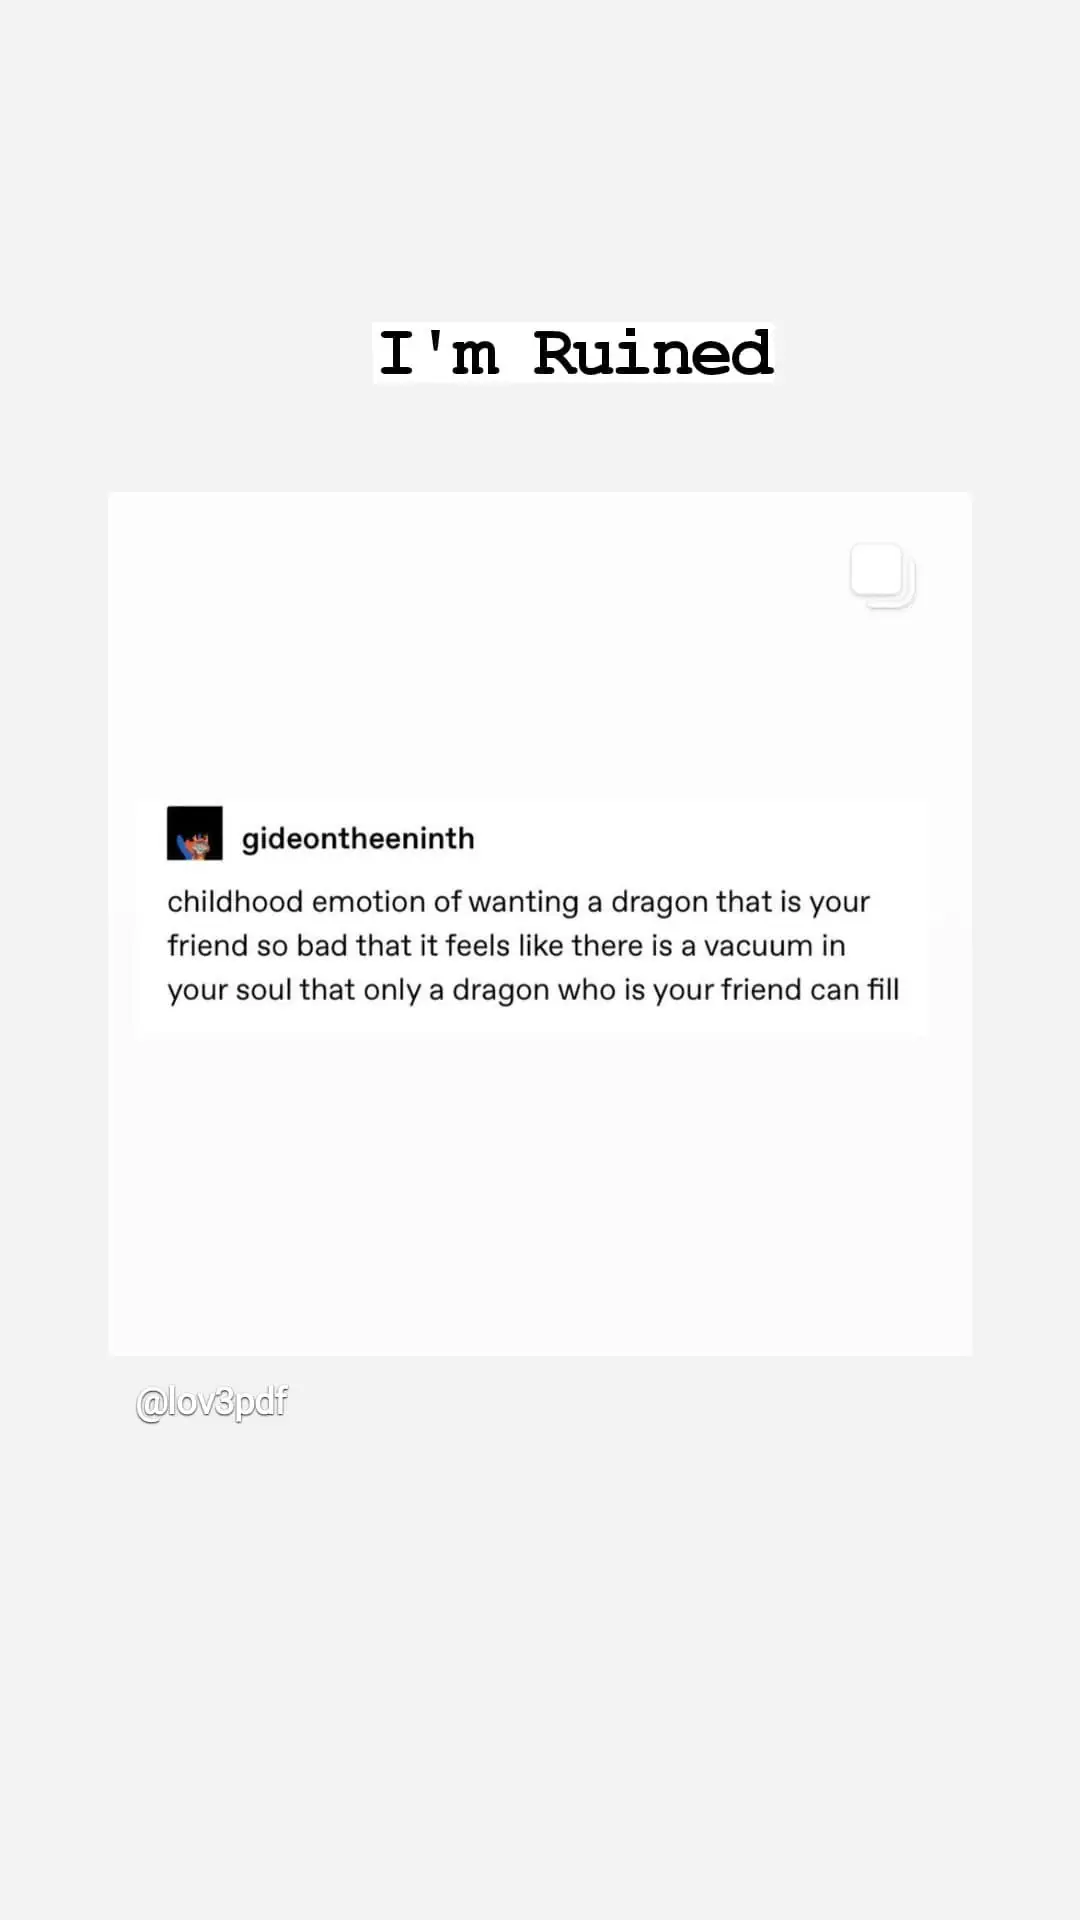 I'm Ruined
gideontheeninth
childhood emotion of wanting a dragon that is your
friend so bad that it feels like there is a vacuum in
your soul that only a dragon who is your friend can fill
@lov3pdf